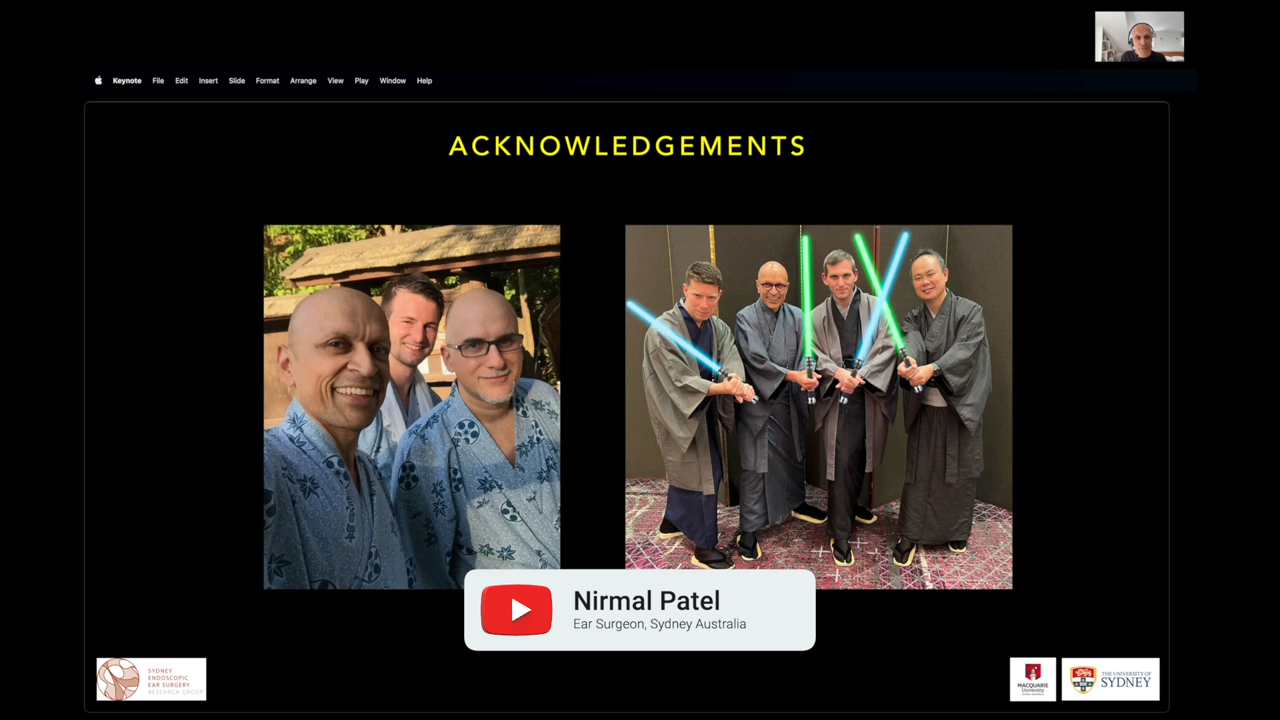 Keynote File Edit Insert Slide Format Arrange View Play Window Help
ACKNOWLEDGEMENTS
Nirmal Patel
Ear Surgeon, Sydney Australia
SYDNEY
ENDOSCOPIC
EAR SURGERY
RESEARCH GROUP
MACQUARIE
University
THE UNIVERSITY OF
SYDNEY